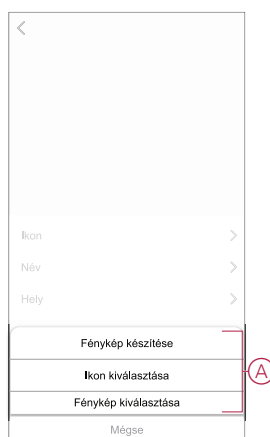 Ikon
Név
Hely
Fénykép készítése
Ikon kiválasztása
A
Fénykép kiválasztása
Mégse